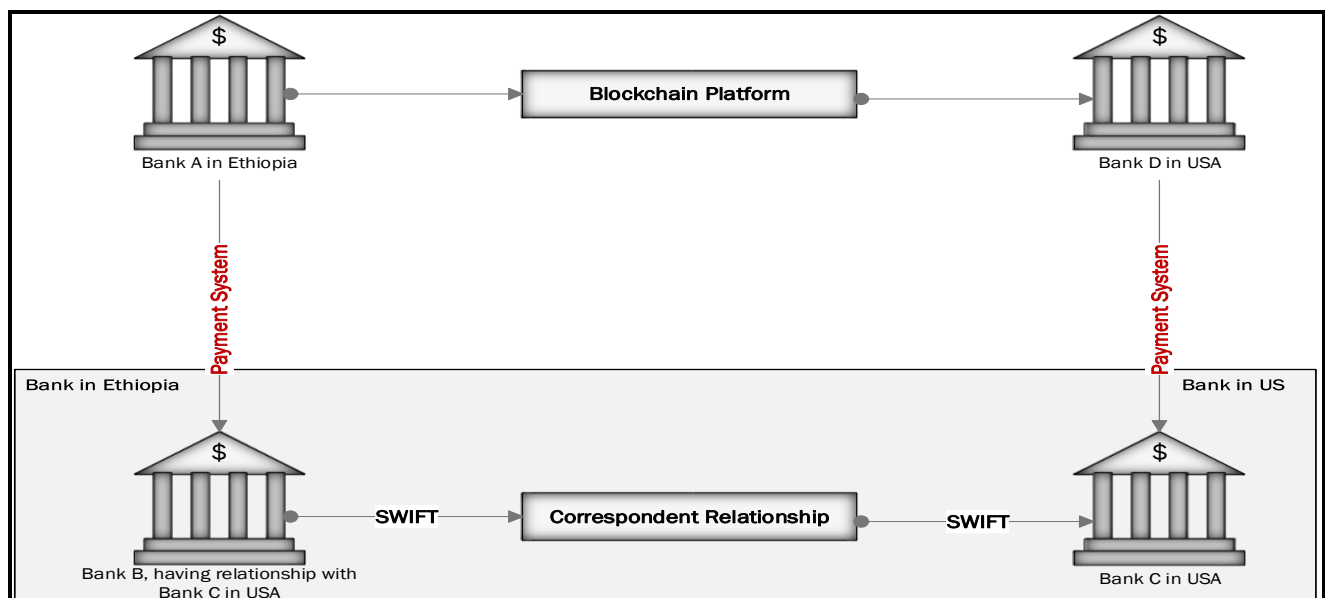 $
$
Blockchain Platform
Bank A in Ethiopia
Bank D in USA
Payment System
Payment System
Bank in Ethiopia
Bank in US
$
$
SWIFT
Correspondent Relationship
SWIFT
Bank B, having relationship with
Bank C in USA
Bank C in USA